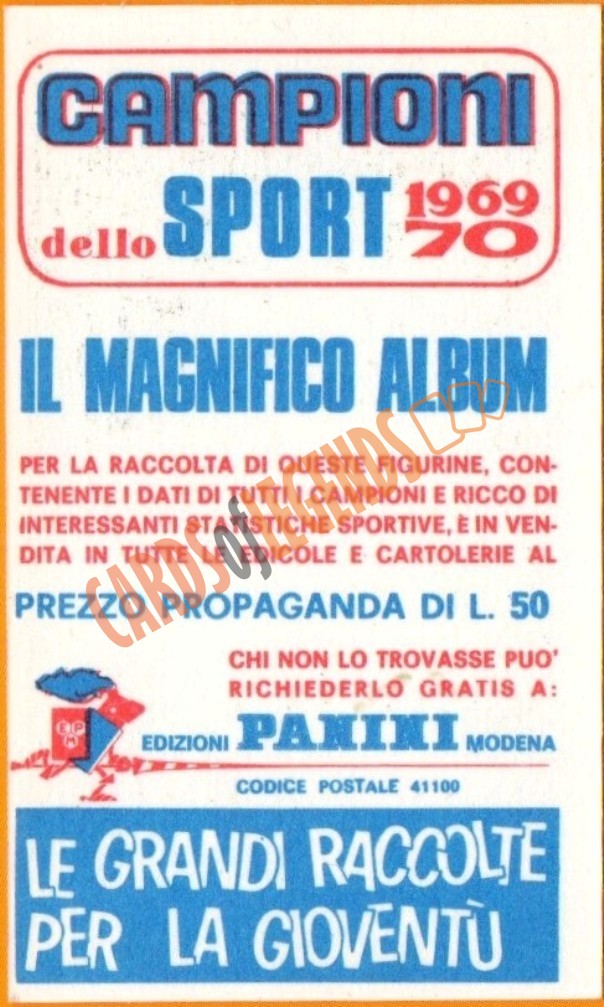 CAMPIONI
dello SPORT 1969
70
IL MAGNIFICO ALBUM
PER LA RACCOLTA DI QUESTE FIGURINE, CON-
TENENTE I DATI DI TUTTI I CAMPIONI E RICCO DI
INTERESSANTI STATISTICHE SPORTIVE, È IN VEN-
DITA IN TUTTE LE EDICOLE E CARTOLERIE AL
PREZZO PROPAGANDA DI L. 50
CARDS of LEGENDS
CHI NON LO TROVASSE PUO'
RICHIEDERLO GRATIS A:
E P
M
EDIZIONI PANINI MODENA
CODICE POSTALE 41100
LE GRANDI RACCOLTE
PER LA GIOVENTÙ